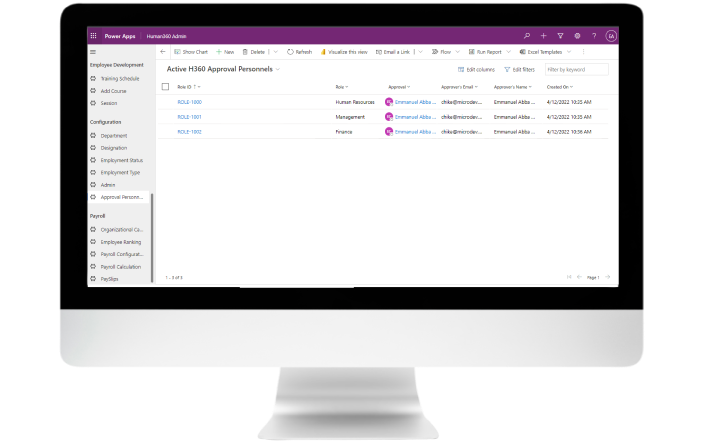 Power Apps Human360 Admin EA
Show Chart New Delete Refresh Visualize this view Email a Link Flow Run Report Excel Templates
Employee Development
Training Schedule
Add Course
Session
Configuration
Department
Designation
Employment Status
Employment Type
Admin
Approval Personn...
Payroll
Organizational Ca...
Employee Ranking
Payroll Configurat...
Payroll Calculation
PaySlips
Active H360 Approval Personnels Edit columns Edit filters Filter by keyword
Role ID Role Approval Approver's Email Approver's Name Created On
ROLE-1000 Human Resources Emmanuel Abba ... chike@microdev... Emmanuel Abba ... 4/12/2022 10:35 AM
ROLE-1001 Management Emmanuel Abba ... chike@microdev... Emmanuel Abba ... 4/12/2022 10:35 AM
ROLE-1002 Finance Emmanuel Abba ... chike@microdev... Emmanuel Abba ... 4/12/2022 10:36 AM
1 - 3 of 3 Page 1